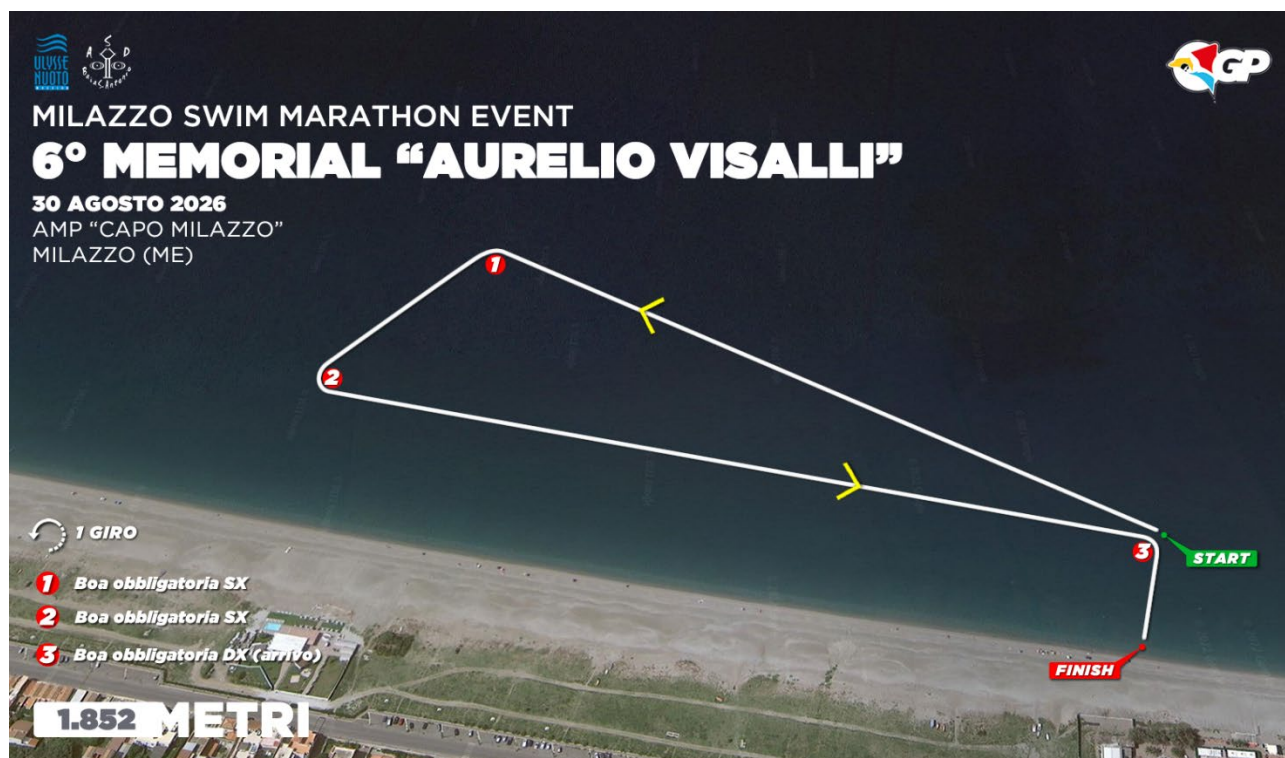 ULYSSE
NUOTO
A S D
GP
MILAZZO SWIM MARATHON EVENT
6° MEMORIAL “AURELIO VISALLI”
30 AGOSTO 2026
AMP “CAPO MILAZZO”
MILAZZO (ME)
1
2
3
START
FINISH
1 GIRO
1 Boa obbligatoria SX
2 Boa obbligatoria SX
3 Boa obbligatoria DX (arrivo)
1.852 METRI